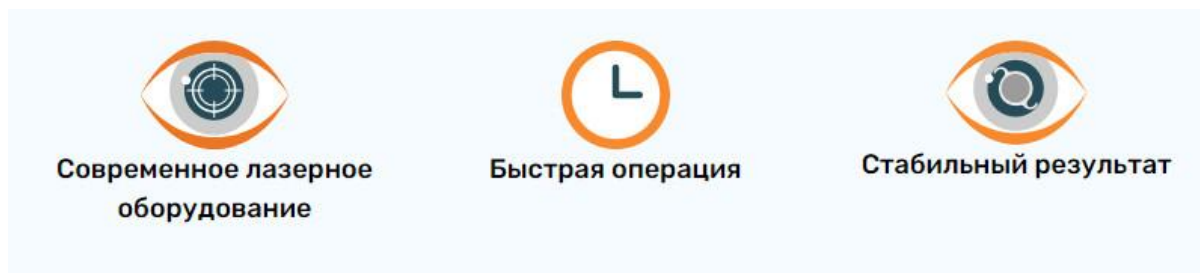 Современное лазерное
оборудование
Быстрая операция
Стабильный результат